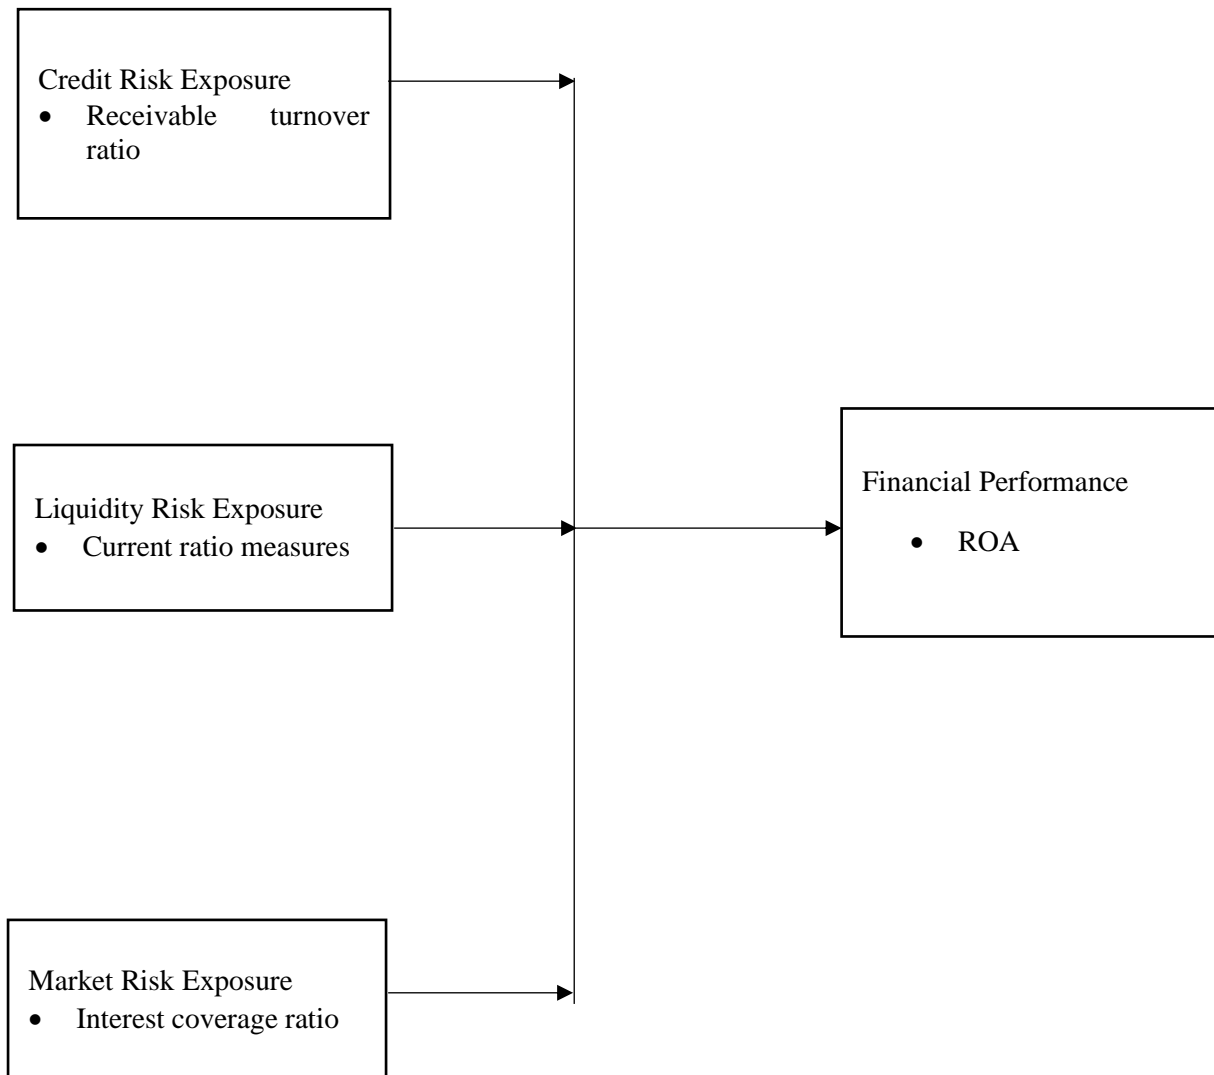 Credit Risk Exposure
• Receivable turnover
ratio
Liquidity Risk Exposure
• Current ratio measures
Financial Performance
• ROA
Market Risk Exposure
• Interest coverage ratio